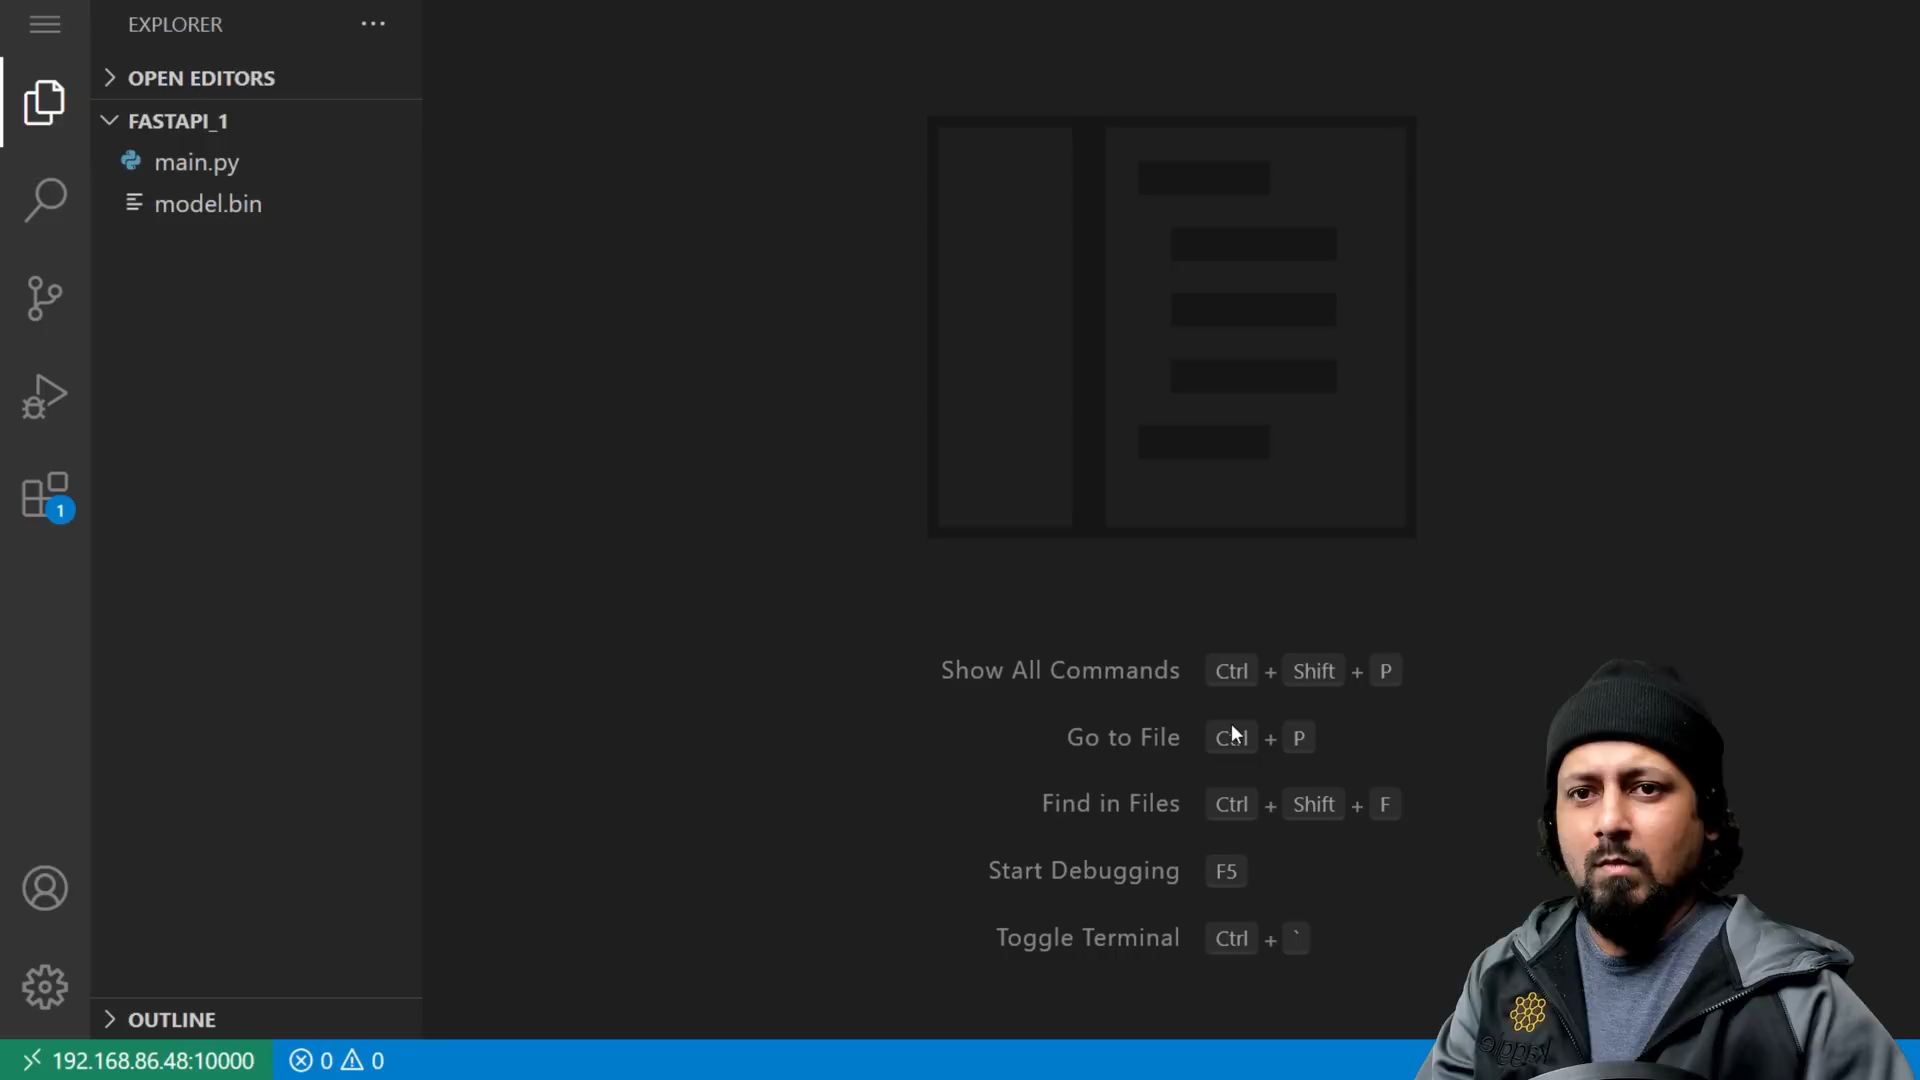 EXPLORER
OPEN EDITORS
FASTAPI_1
main.py
model.bin
1
Show All Commands Ctrl + Shift + P
Go to File Ctrl + P
Find in Files Ctrl + Shift + F
Start Debugging F5
Toggle Terminal Ctrl + `
OUTLINE
192.168.86.48:10000 0 0
kaggle